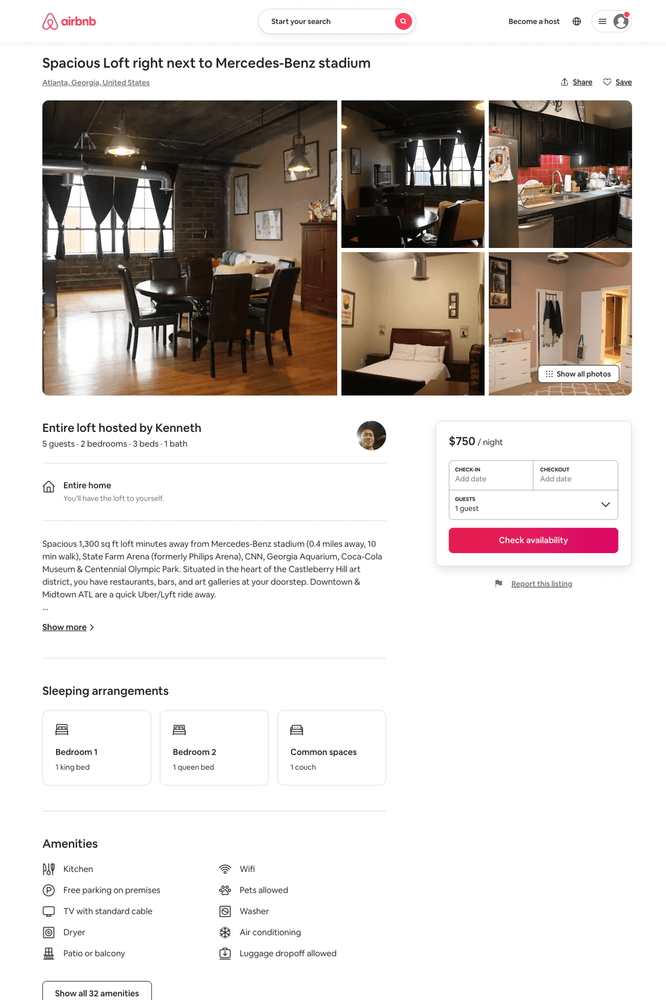 airbnb
Start your search
Become a host
Spacious Loft right next to Mercedes-Benz stadium
Atlanta, Georgia, United States
Share
Save
Show all photos
Entire loft hosted by Kenneth
5 guests · 2 bedrooms · 3 beds · 1 bath
Entire home
You'll have the loft to yourself.
Spacious 1,300 sq ft loft minutes away from Mercedes-Benz stadium (0.4 miles away, 10
min walk), State Farm Arena (formerly Philips Arena), CNN, Georgia Aquarium, Coca-Cola
Museum & Centennial Olympic Park. Situated in the heart of the Castleberry Hill art
district, you have restaurants, bars, and art galleries at your doorstep. Downtown &
Midtown ATL are a quick Uber/Lyft ride away.
...
Show more
$750 / night
CHECK-IN
Add date
CHECKOUT
Add date
GUESTS
1 guest
Check availability
Report this listing
Sleeping arrangements
Bedroom 1
1 king bed
Bedroom 2
1 queen bed
Common spaces
1 couch
Amenities
Kitchen
Wifi
Free parking on premises
Pets allowed
TV with standard cable
Washer
Dryer
Air conditioning
Patio or balcony
Luggage dropoff allowed
Show all 32 amenities